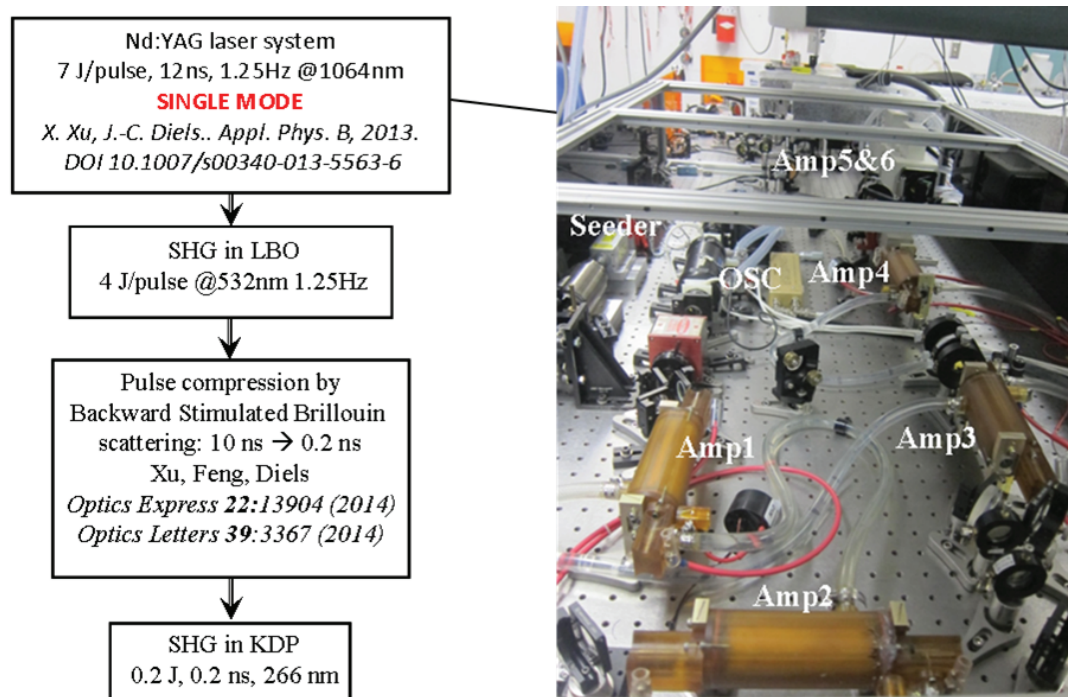 Nd:YAG laser system
7 J/pulse, 12ns, 1.25Hz @1064nm
SINGLE MODE
X. Xu, J.-C. Diels.. Appl. Phys. B, 2013.
DOI 10.1007/s00340-013-5563-6
SHG in LBO
4 J/pulse @532nm 1.25Hz
Pulse compression by
Backward Stimulated Brillouin
scattering: 10 ns → 0.2 ns
Xu, Feng, Diels
Optics Express 22:13904 (2014)
Optics Letters 39:3367 (2014)
SHG in KDP
0.2 J, 0.2 ns, 266 nm
Amp5&6
Seeder
OSC
Amp4
Amp1
Amp3
Amp2